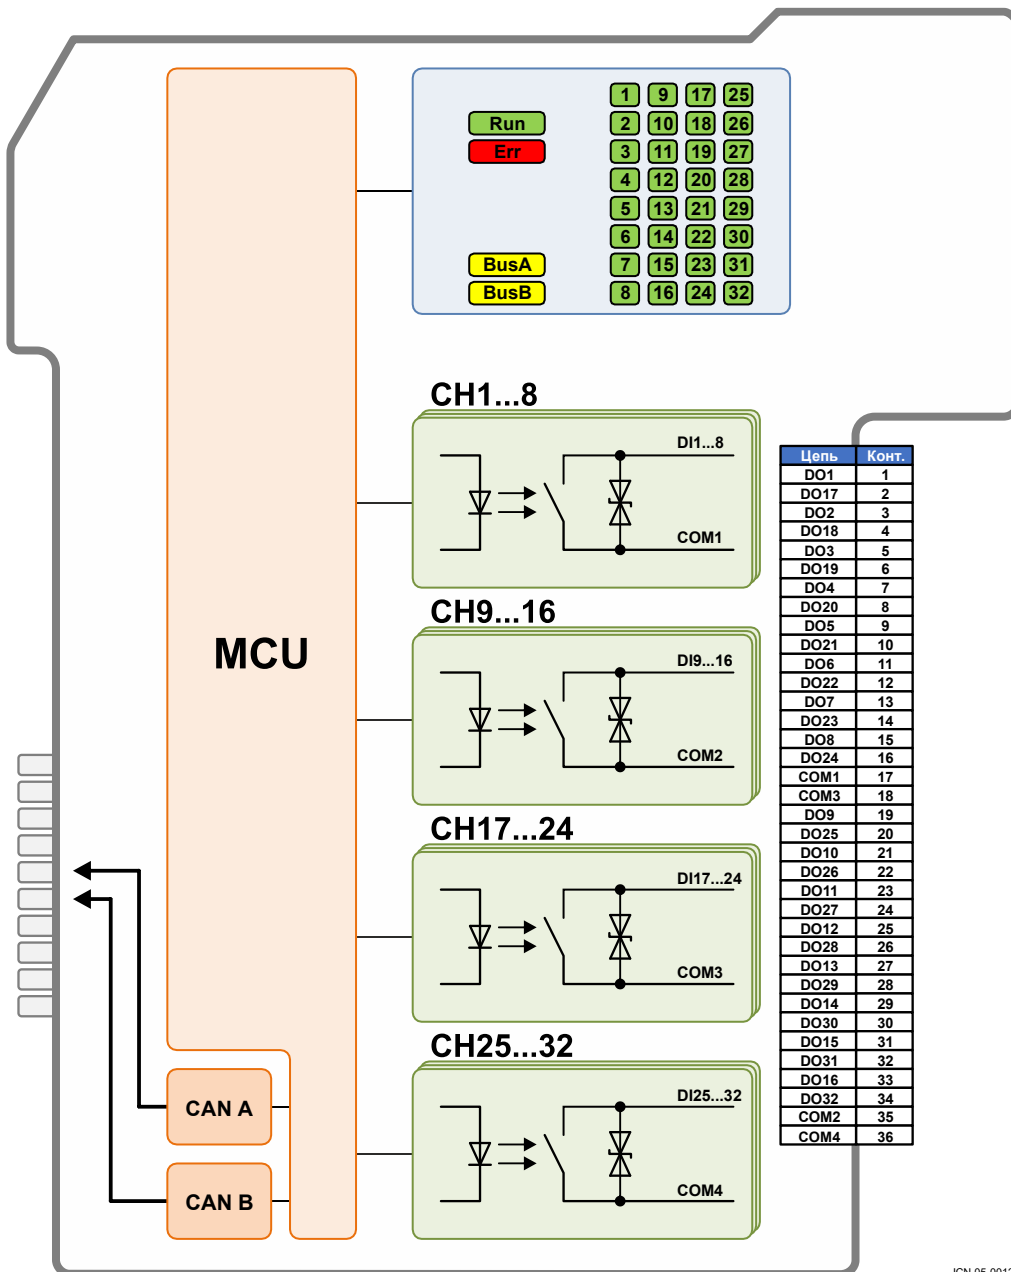 1 9 17 25
Run 2 10 18 26
Err 3 11 19 27
4 12 20 28
5 13 21 29
6 14 22 30
BusA 7 15 23 31
BusB 8 16 24 32
MCU
CH1...8
DI1...8
COM1
CH9...16
DI9...16
COM2
CH17...24
DI17...24
COM3
CH25...32
DI25...32
COM4
CAN A
CAN B
Цепь Конт.
DO1 1
DO17 2
DO2 3
DO18 4
DO3 5
DO19 6
DO4 7
DO20 8
DO5 9
DO21 10
DO6 11
DO22 12
DO7 13
DO23 14
DO8 15
DO24 16
COM1 17
COM3 18
DO9 19
DO25 20
DO10 21
DO26 22
DO11 23
DO27 24
DO12 25
DO28 26
DO13 27
DO29 28
DO14 29
DO30 30
DO15 31
DO31 32
DO16 33
DO32 34
COM2 35
COM4 36